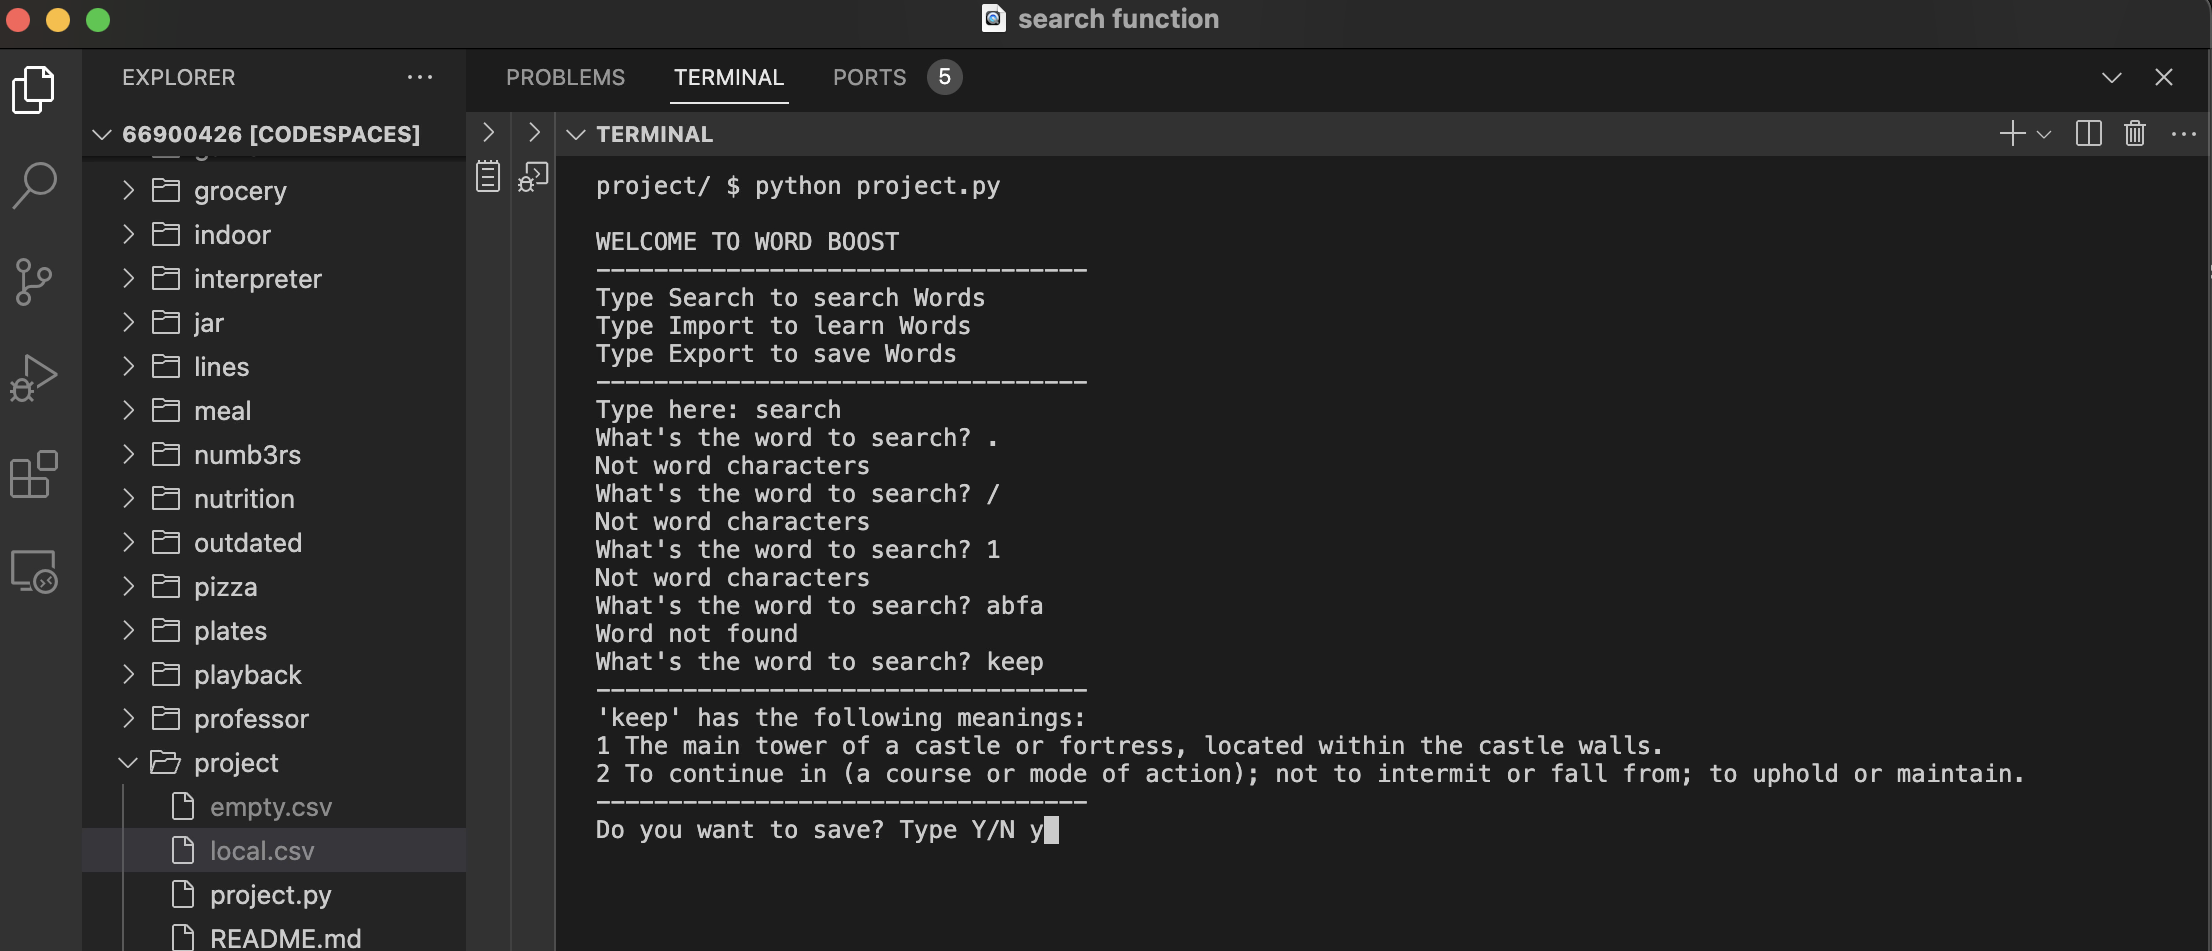 search function
EXPLORER
PROBLEMS TERMINAL PORTS 5
66900426 [CODESPACES]
TERMINAL
grocery
indoor
interpreter
jar
lines
meal
numb3rs
nutrition
outdated
pizza
plates
playback
professor
project
empty.csv
local.csv
project.py
README.md
project/ $ python project.py
WELCOME TO WORD BOOST
----------------------------------
Type Search to search Words
Type Import to learn Words
Type Export to save Words
----------------------------------
Type here: search
What's the word to search? .
Not word characters
What's the word to search? /
Not word characters
What's the word to search? 1
Not word characters
What's the word to search? abfa
Word not found
What's the word to search? keep
----------------------------------
'keep' has the following meanings:
1 The main tower of a castle or fortress, located within the castle walls.
2 To continue in (a course or mode of action); not to intermit or fall from; to uphold or maintain.
----------------------------------
Do you want to save? Type Y/N y